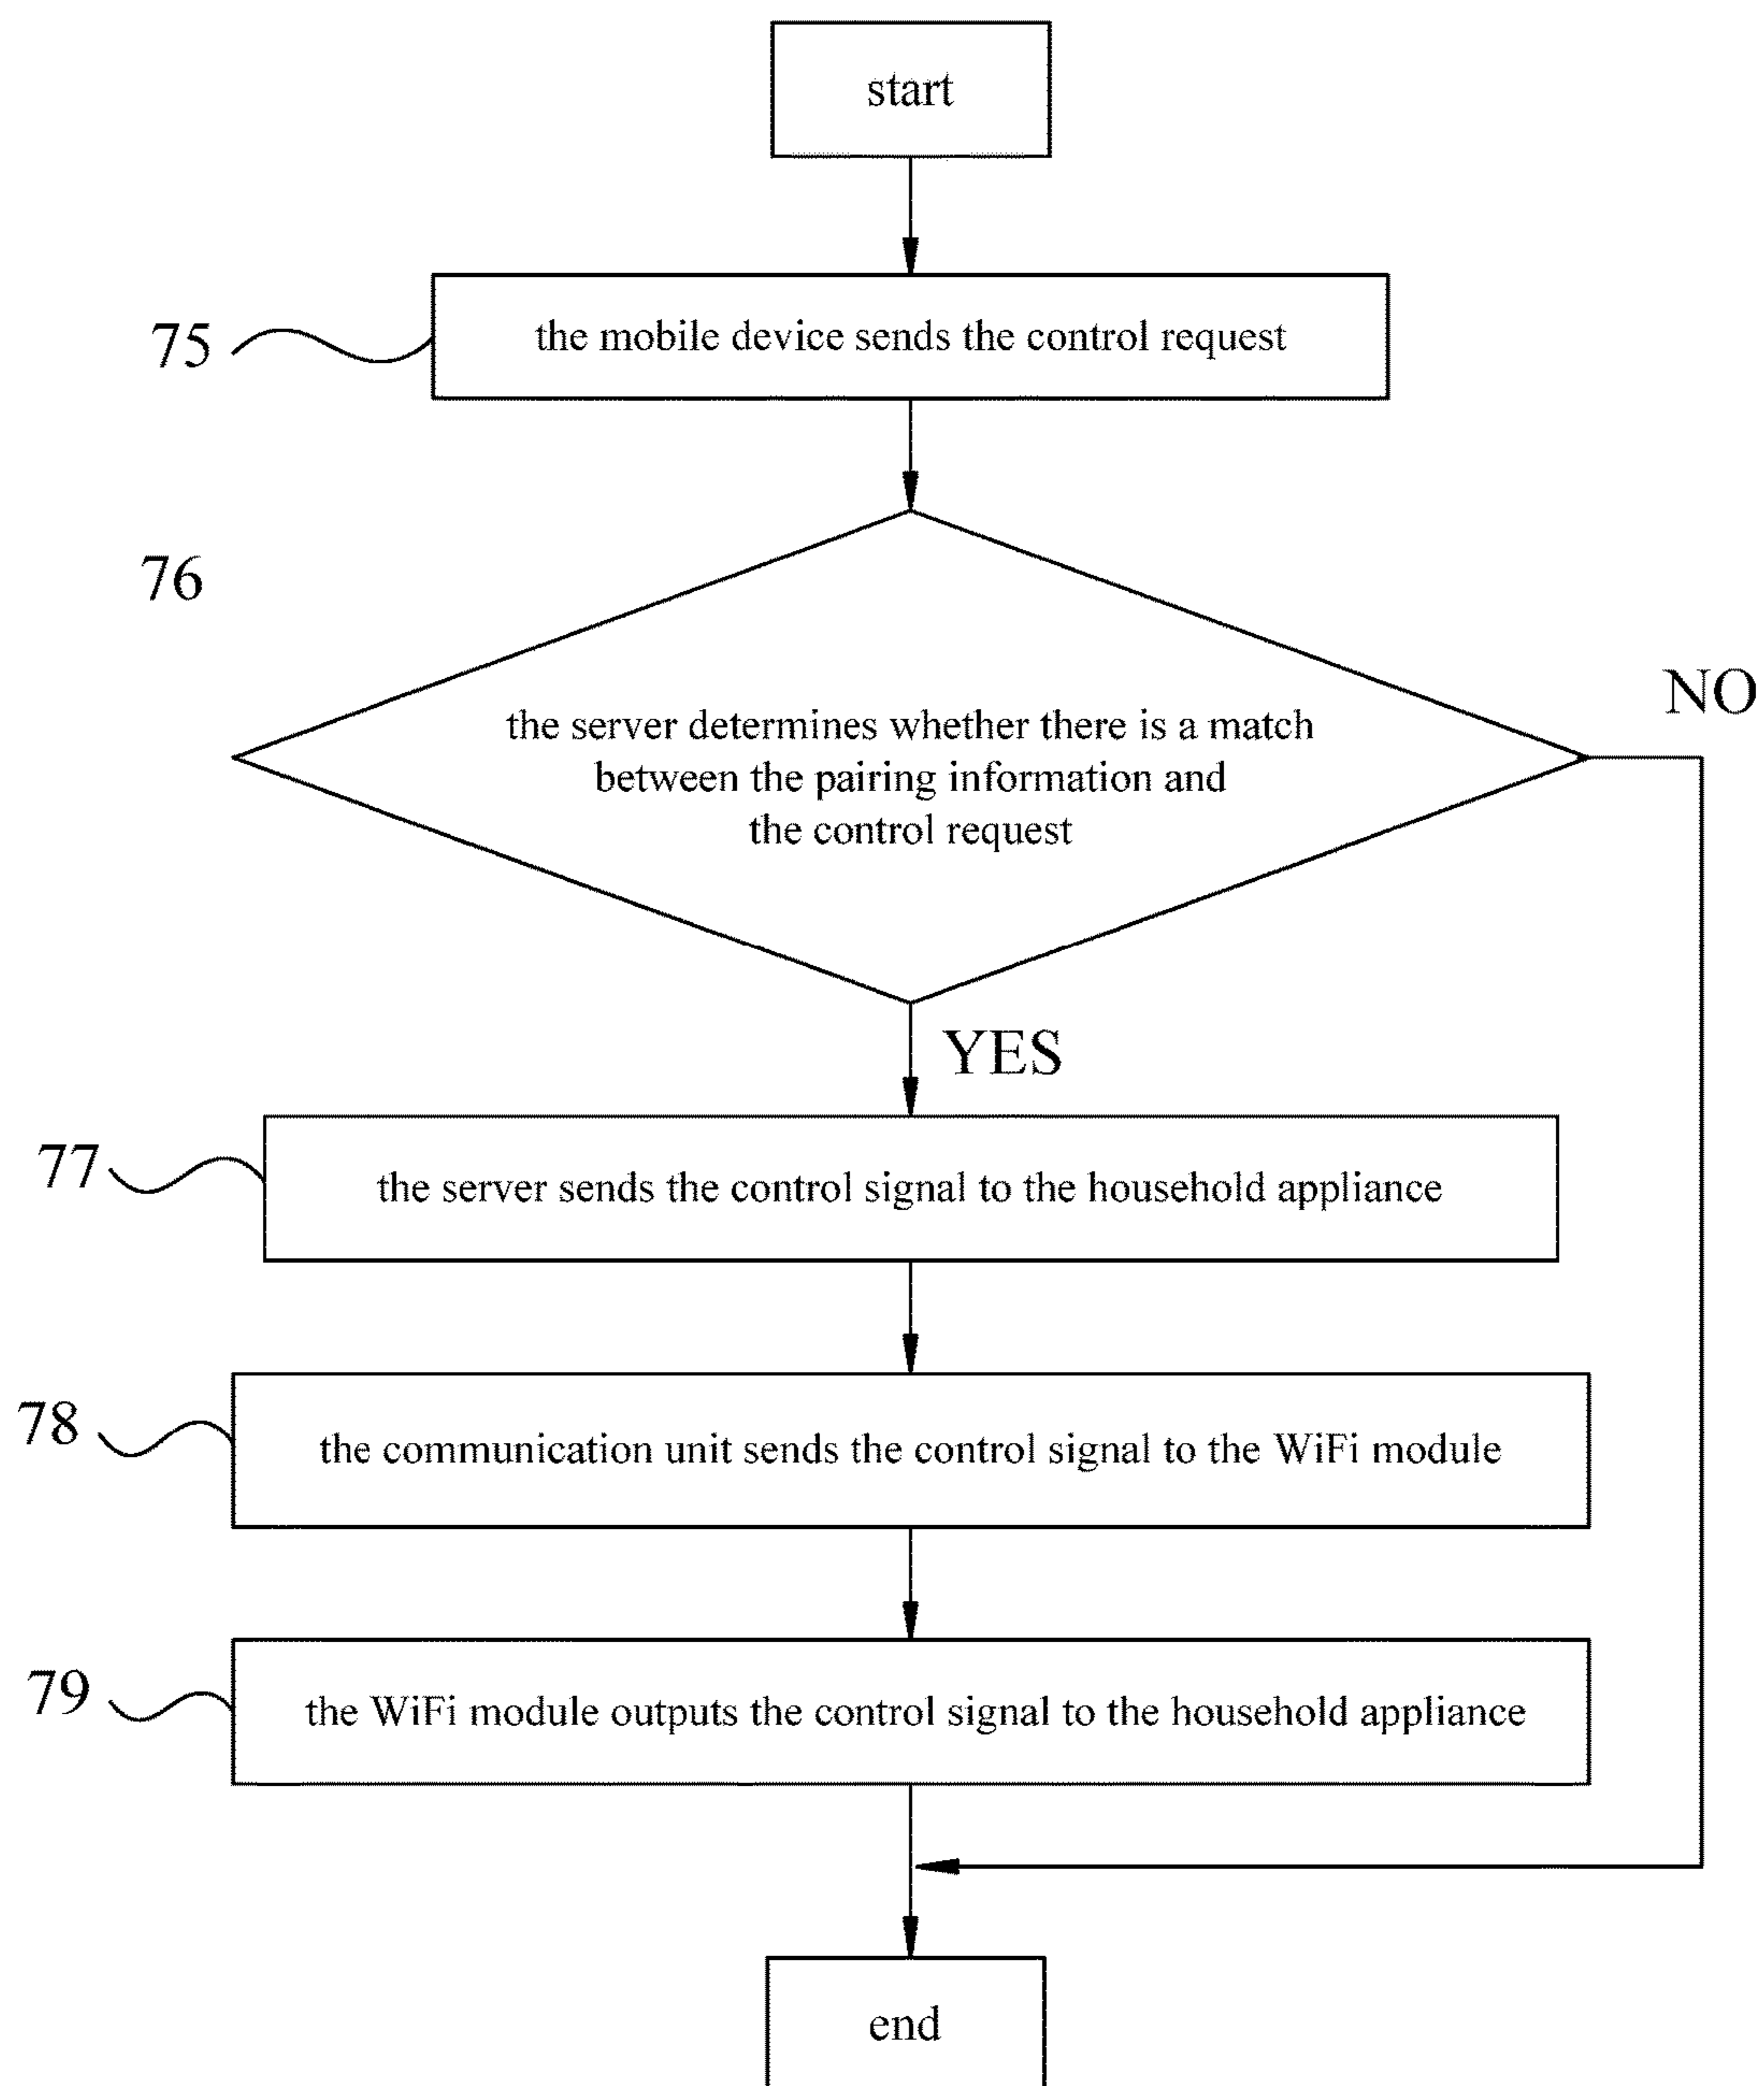 start
75
the mobile device sends the control request
76
NO
the server determines whether there is a match
between the pairing information and
the control request
YES
77
the server sends the control signal to the household appliance
78
the communication unit sends the control signal to the WiFi module
79
the WiFi module outputs the control signal to the household appliance
end